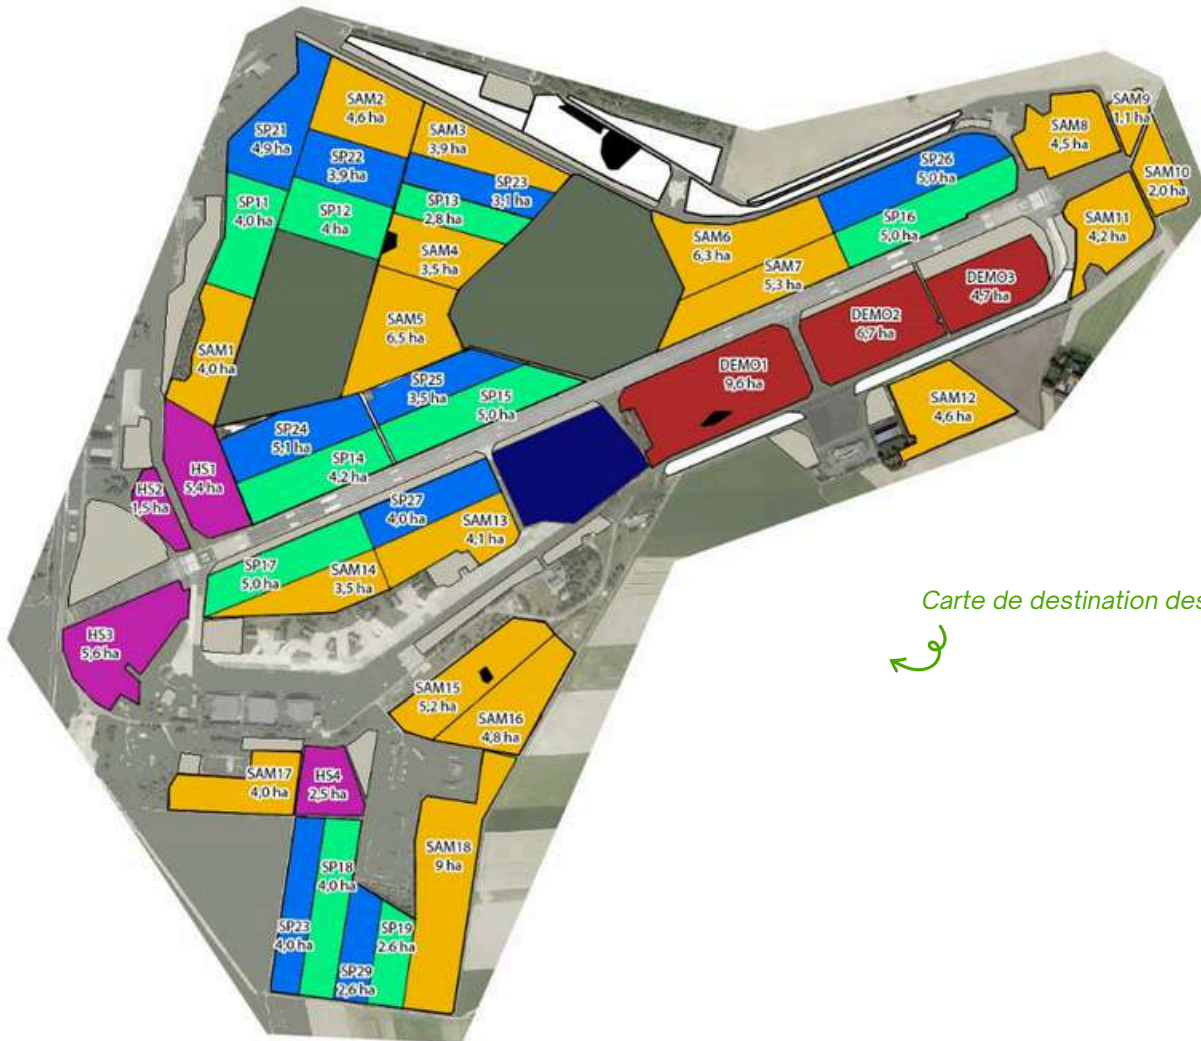 SAM2
4,6 ha
SAM3
3,9 ha
SP21
4,9 ha
SP22
3,9 ha
SP23
3,1 ha
SP13
2,8 ha
SP11
4,0 ha
SP12
4 ha
SAM4
3,5 ha
SAM1
4,0 ha
SAM5
6,5 ha
SAM6
6,3 ha
SAM7
5,3 ha
SP26
5,0 ha
SP16
5,0 ha
SAM8
4,5 ha
SAM9
1,1 ha
SAM10
2,0 ha
SAM11
4,2 ha
DEMO3
4,7 ha
DEMO2
6,7 ha
DEMO1
9,6 ha
SAM12
4,6 ha
SP25
3,5 ha
SP15
5,0 ha
SP24
5,1 ha
SP14
4,2 ha
HS1
5,4 ha
HS2
1,5 ha
SP27
4,0 ha
SAM13
4,1 ha
SP17
5,0 ha
SAM14
3,5 ha
HS3
5,6 ha
Carte de destination des
SAM15
5,2 ha
SAM16
4,8 ha
SAM17
4,0 ha
HS4
2,5 ha
SAM18
9 ha
SP18
4,0 ha
SP23
4,0 ha
SP19
2.6 ha
SP29
2,6 ha